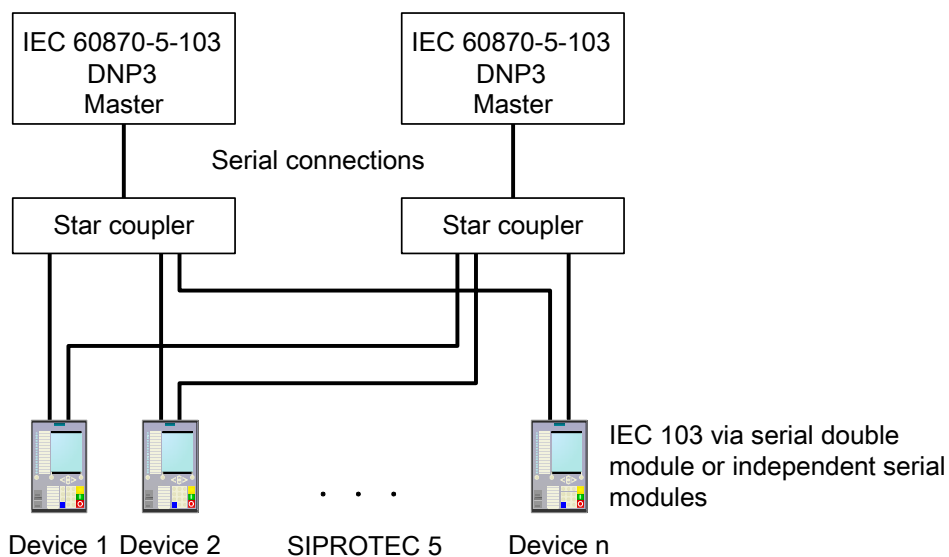 IEC 60870-5-103
DNP3
Master
IEC 60870-5-103
DNP3
Master
Serial connections
Star coupler
Star coupler
IEC 103 via serial double
module or independent serial
modules
. . .
Device 1
Device 2
SIPROTEC 5
Device n